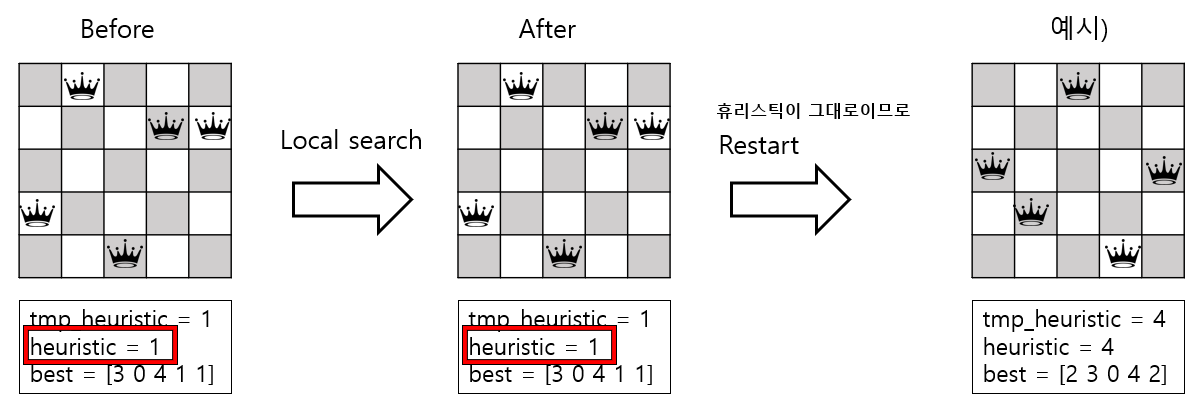 Before
After
예시)
Local search
휴리스틱이 그대로이므로
Restart
tmp_heuristic = 1
heuristic = 1
best = [3 0 4 1 1]
tmp_heuristic = 1
heuristic = 1
best = [3 0 4 1 1]
tmp_heuristic = 4
heuristic = 4
best = [2 3 0 4 2]